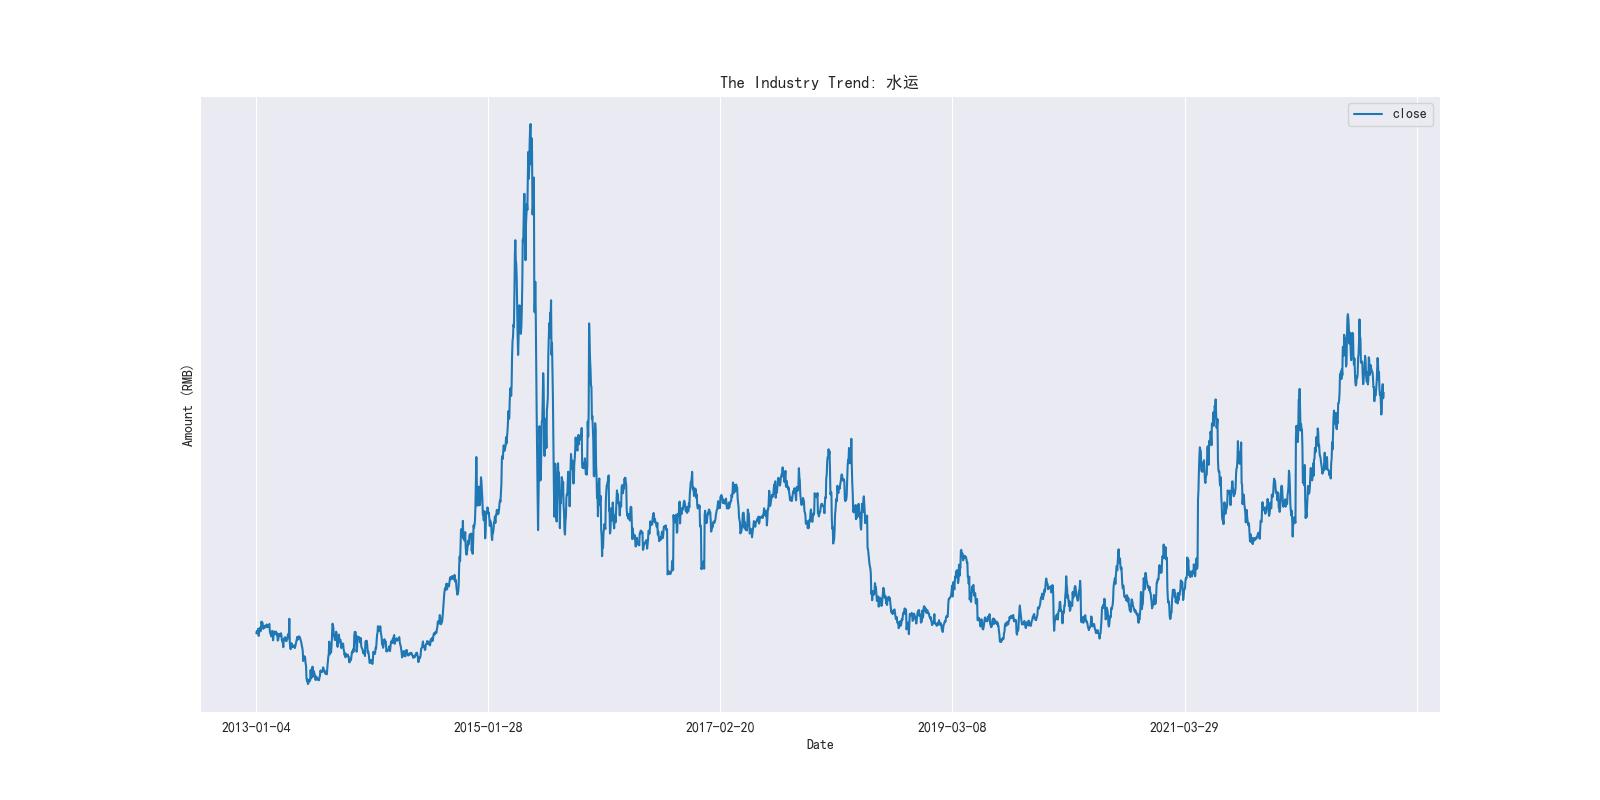 The Industry Trend: 水运
close
Amount (RMB)
2013-01-04
2015-01-28
2017-02-20
2019-03-08
2021-03-29
Date